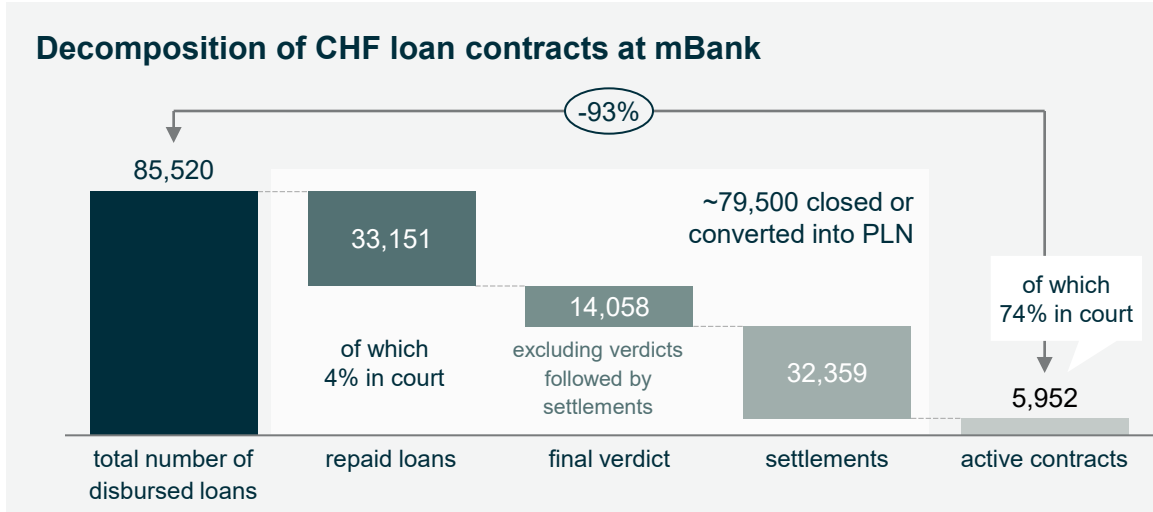 Decomposition of CHF loan contracts at mBank
-93%
85,520
33,151
of which
4% in court
14,058
excluding verdicts
followed by
settlements
~79,500 closed or
converted into PLN
32,359
of which
74% in court
5,952
total number of
disbursed loans
repaid loans
final verdict
settlements
active contracts